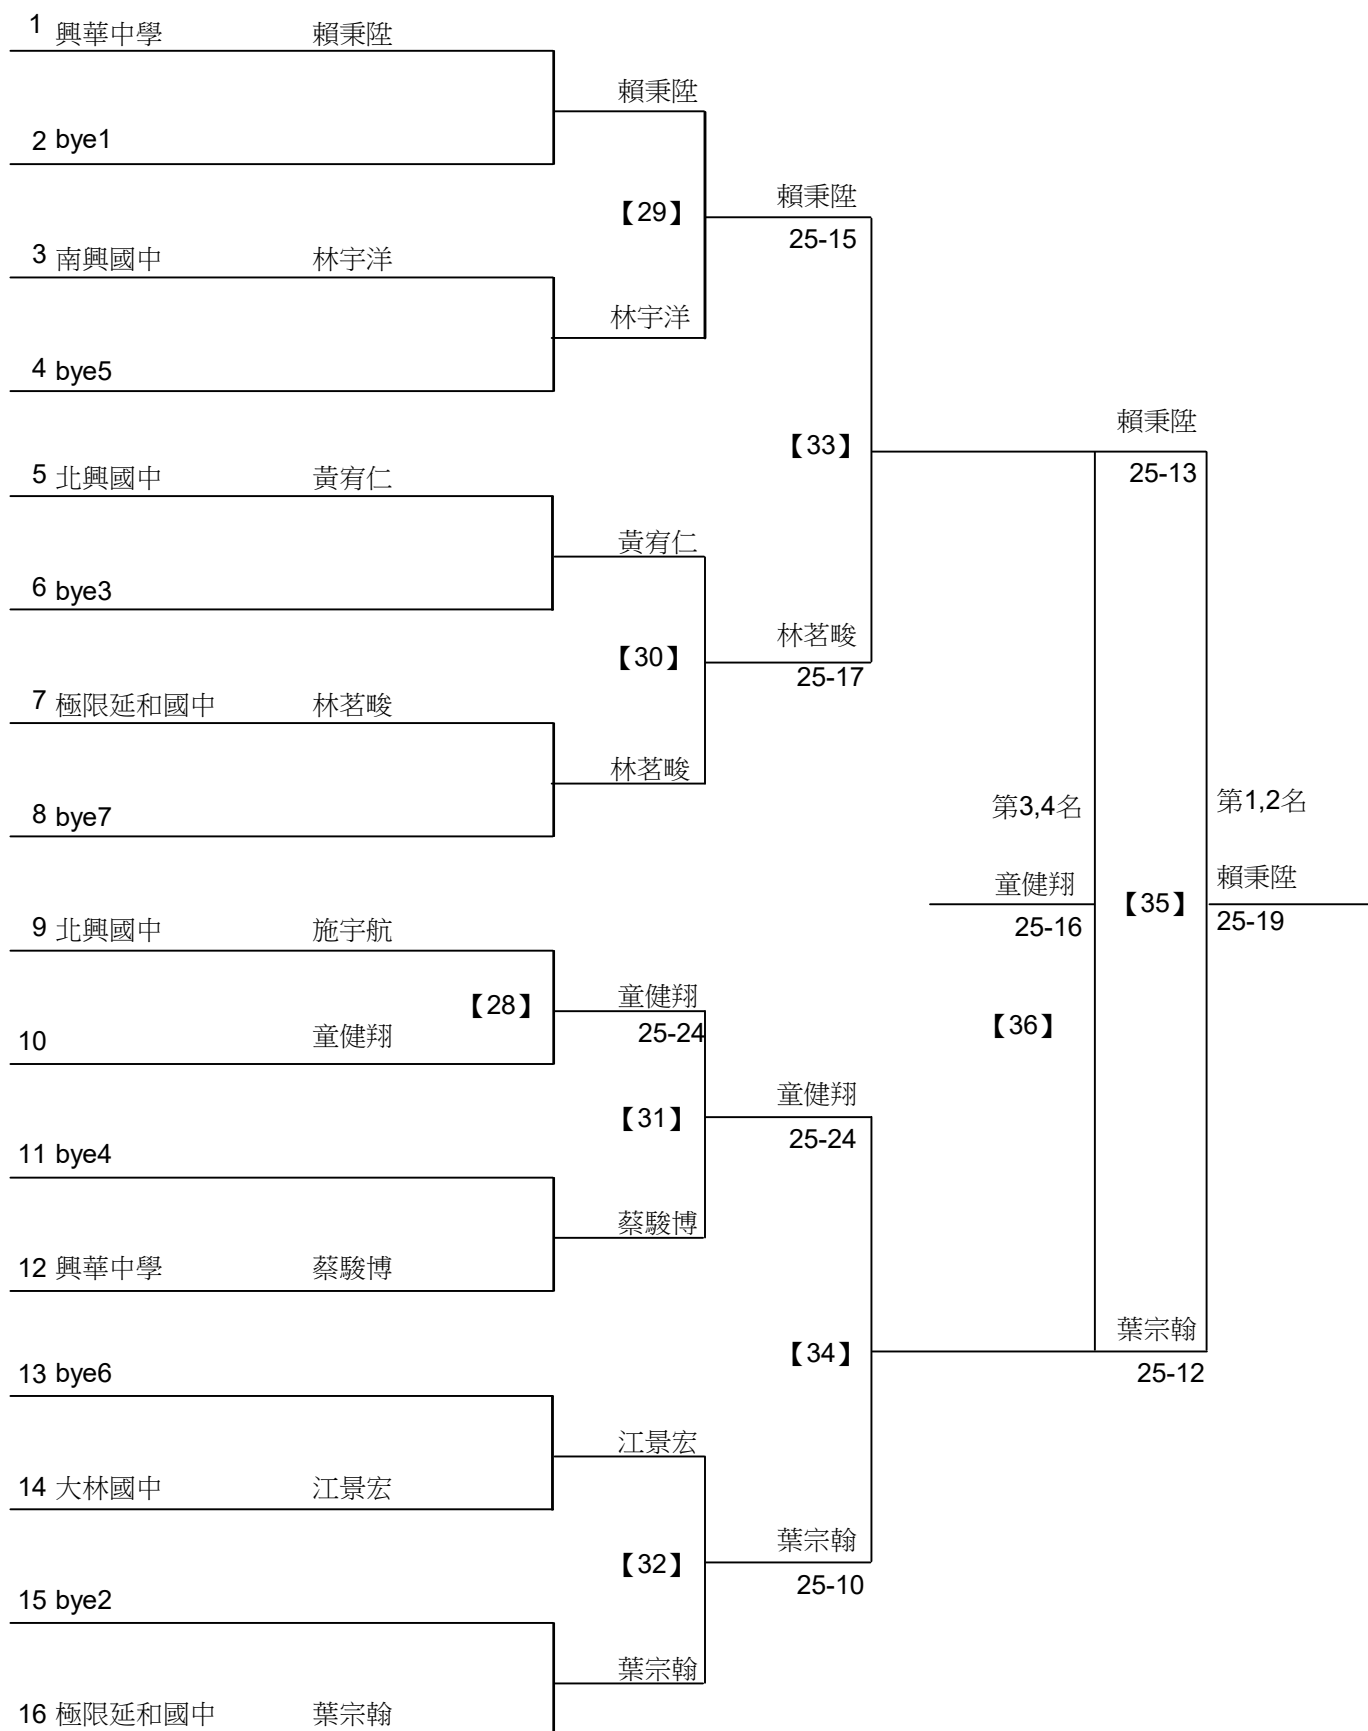 1 興華中學 賴秉陞
賴秉陞
2 bye1
【29】
賴秉陞
25-15
3 南興國中 林宇洋
林宇洋
4 bye5
【33】
賴秉陞
25-13
5 北興國中 黃宥仁
黃宥仁
6 bye3
【30】
林茗畯
25-17
7 極限延和國中 林茗畯
林茗畯
8 bye7
第3,4名
第1,2名
童健翔
25-16
【35】
賴秉陞
25-19
9 北興國中 施宇航
【28】
童健翔
25-24
10 童健翔
【36】
【31】
童健翔
25-24
11 bye4
蔡駿博
12 興華中學 蔡駿博
【34】
葉宗翰
25-12
13 bye6
江景宏
14 大林國中 江景宏
【32】
葉宗翰
25-10
15 bye2
葉宗翰
16 極限延和國中 葉宗翰